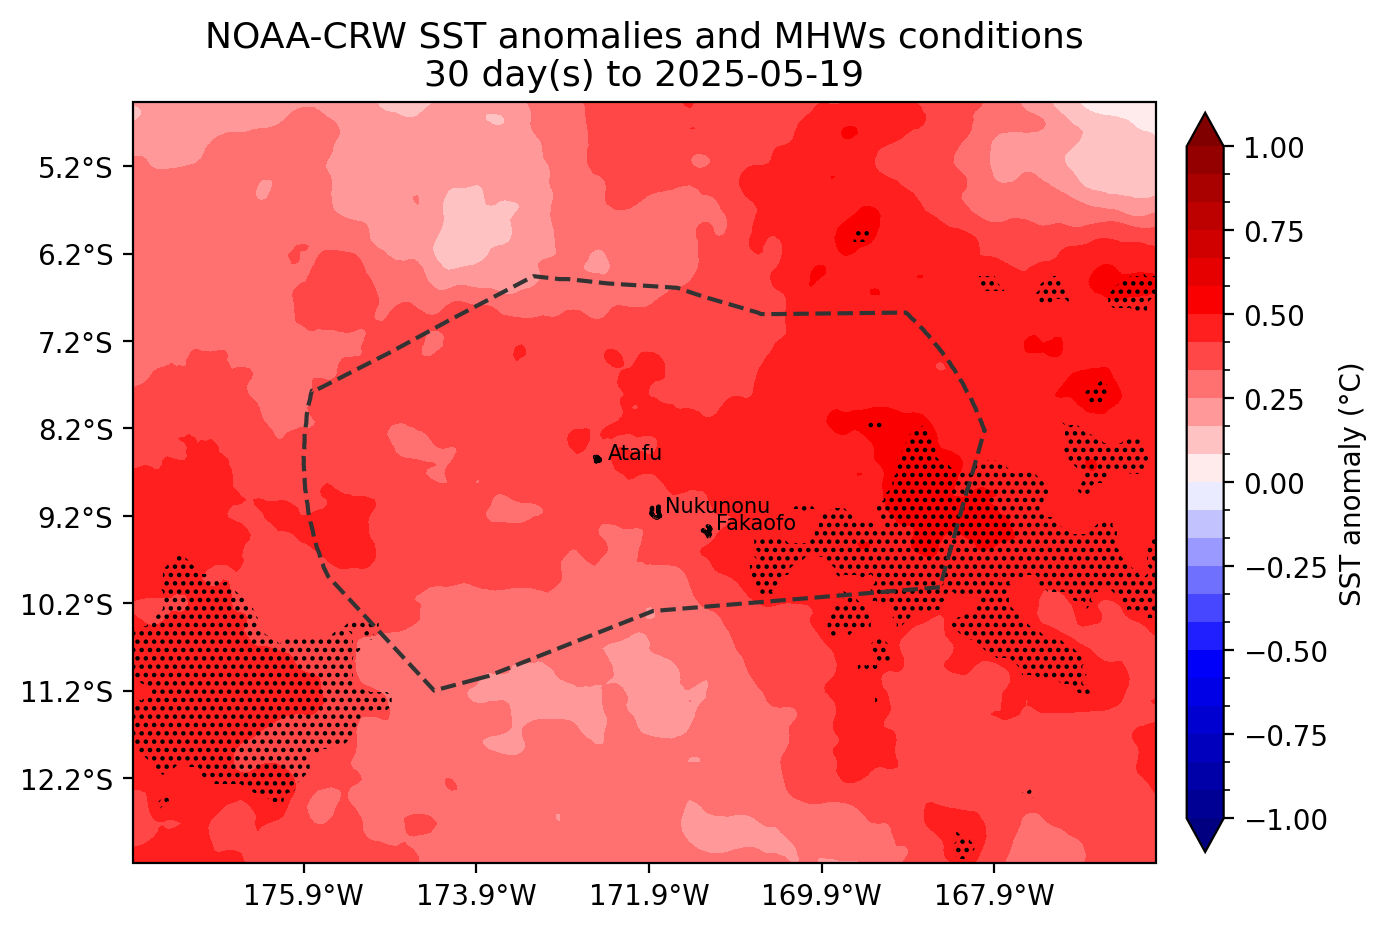 NOAA-CRW SST anomalies and MHWs conditions
30 day(s) to 2025-05-19
5.2°S
6.2°S
7.2°S
8.2°S
9.2°S
10.2°S
11.2°S
12.2°S
Atafu
Nukunonu
Fakaofo
175.9°W
173.9°W
171.9°W
169.9°W
167.9°W
1.00
0.75
0.50
0.25
0.00
−0.25
−0.50
−0.75
−1.00
SST anomaly (°C)